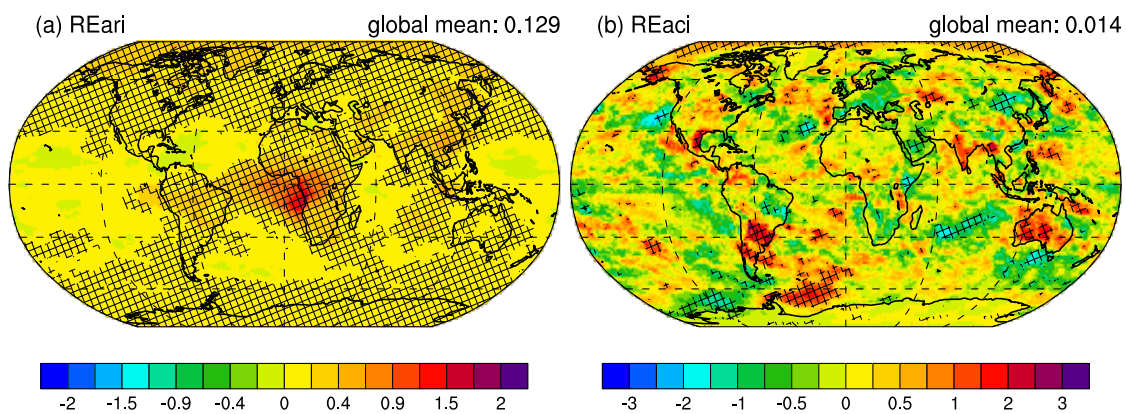 (a) REari global mean: 0.129
(b) REaci global mean: 0.014
-2 -1.5 -0.9 -0.4 0 0.4 0.9 1.5 2
-3 -2 -1 -0.5 0 0.5 1 2 3